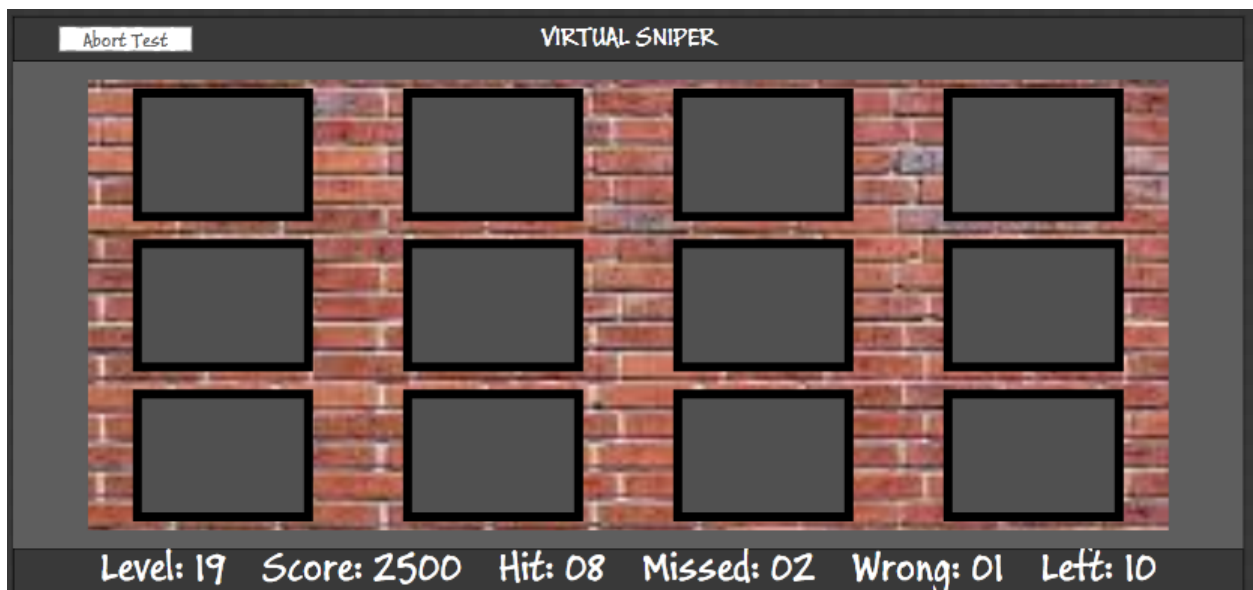 Abort Test
VIRTUAL SNIPER
Level: 19 Score: 2500 Hit: 08 Missed: 02 Wrong: 01 Left: 10